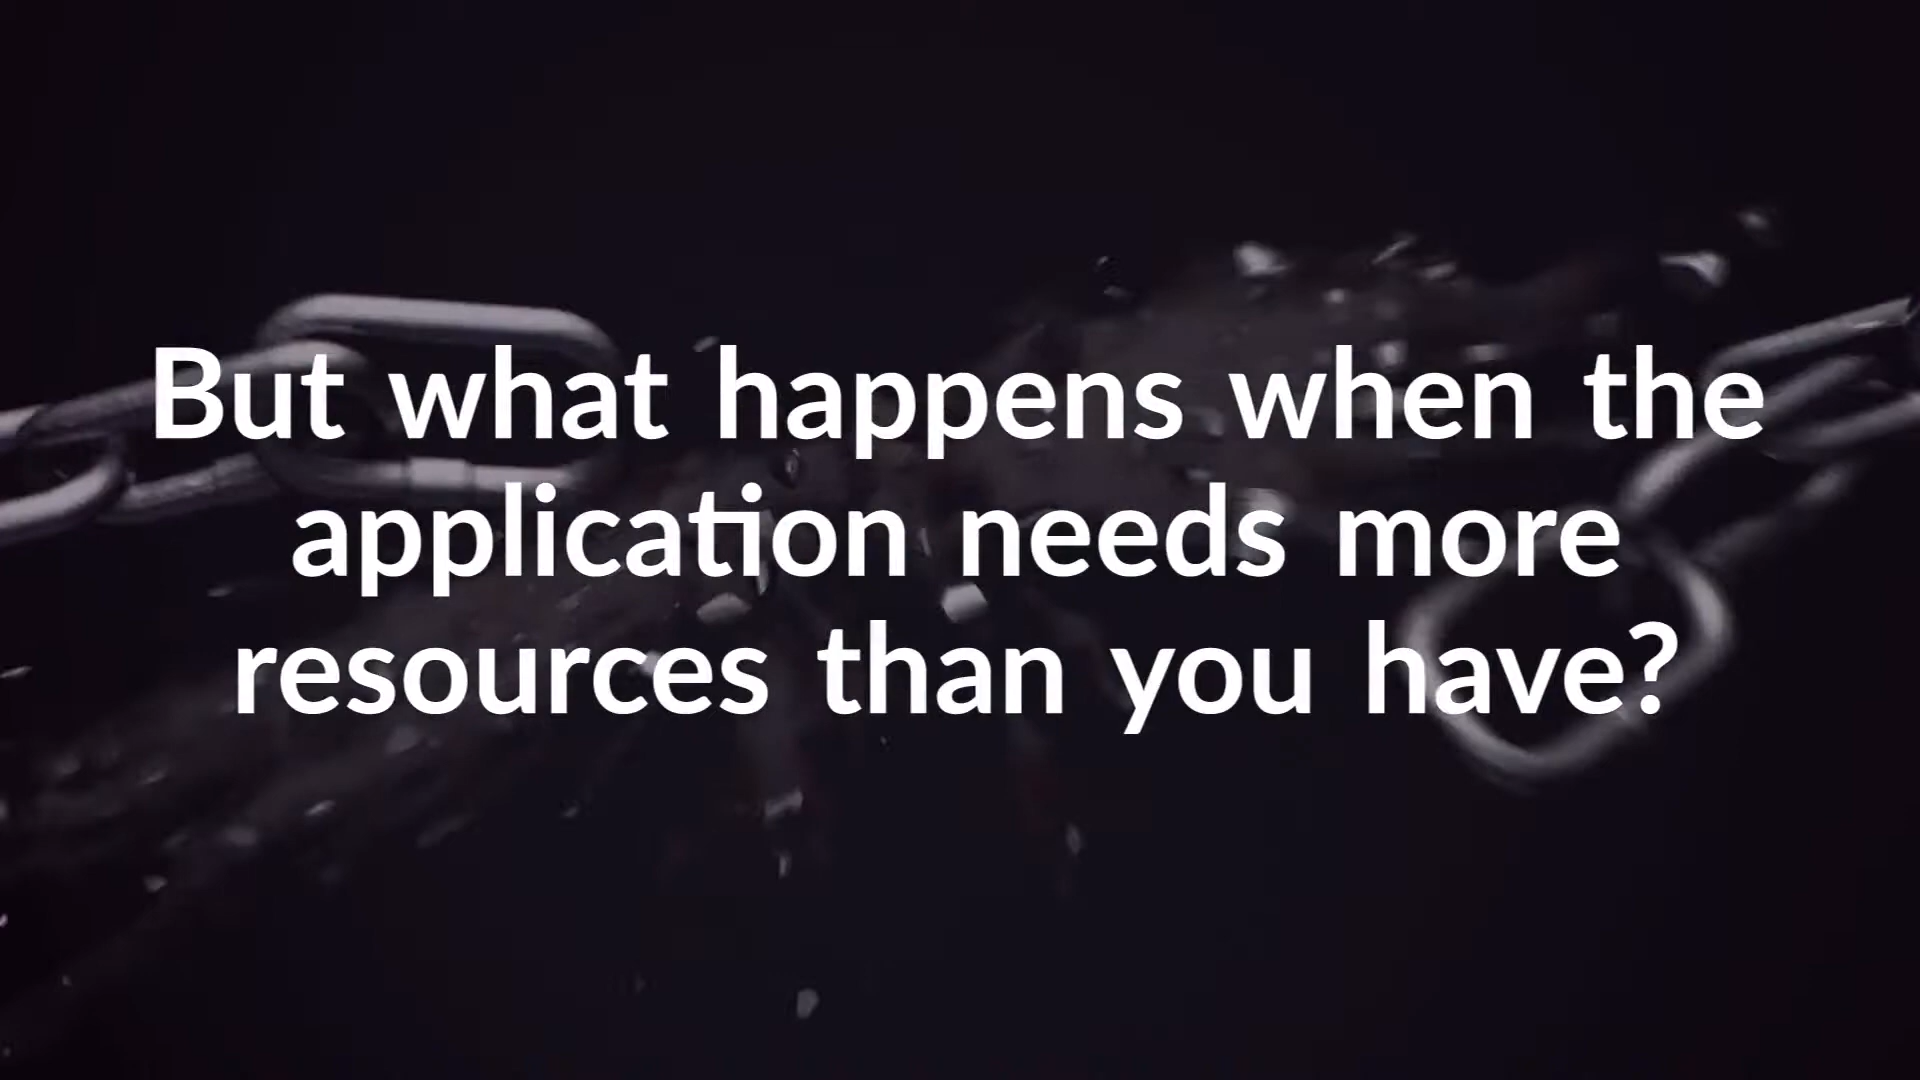 But what happens when the
application needs more
resources than you have?